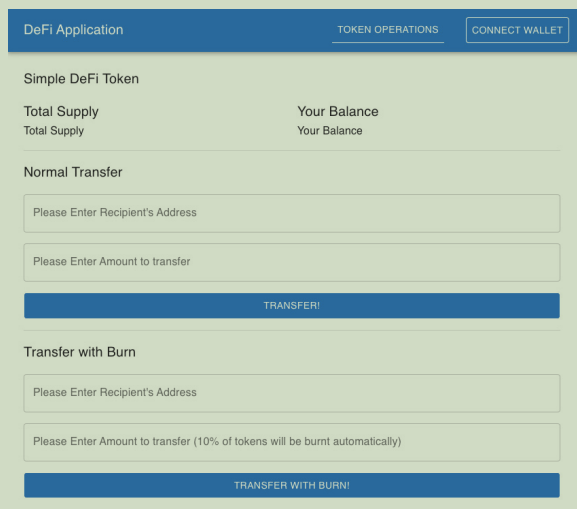 DeFi Application
TOKEN OPERATIONS
CONNECT WALLET
Simple DeFi Token
Total Supply
Your Balance
Total Supply
Your Balance
Normal Transfer
Please Enter Recipient's Address
Please Enter Amount to transfer
TRANSFER!
Transfer with Burn
Please Enter Recipient's Address
Please Enter Amount to transfer (10% of tokens will be burnt automatically)
TRANSFER WITH BURN!